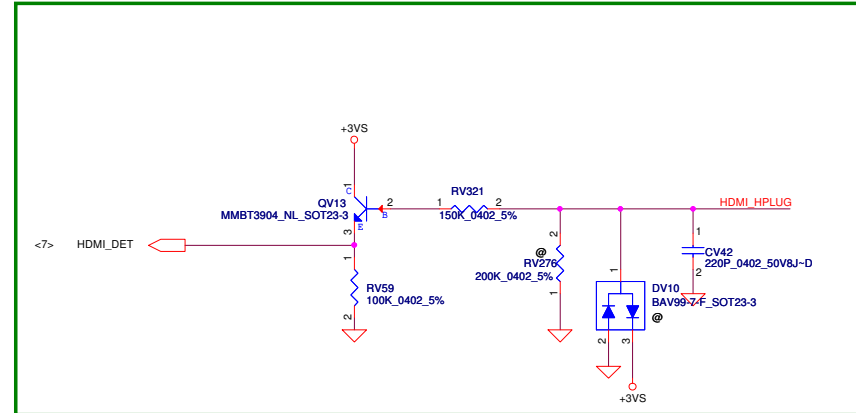 +3VS
1
C
QV13
MMBT3904_NL_SOT23-3
2
B
E
3
1
RV321
2
150K_0402_5%
HDMI_HPLUG
<7>
HDMI_DET
1
RV59
100K_0402_5%
2
2
@
RV276
200K_0402_5%
1
1
DV10
BAV99-7-F_SOT23-3
@
2
3
+3VS
1
CV42
220P_0402_50V8J~D
2